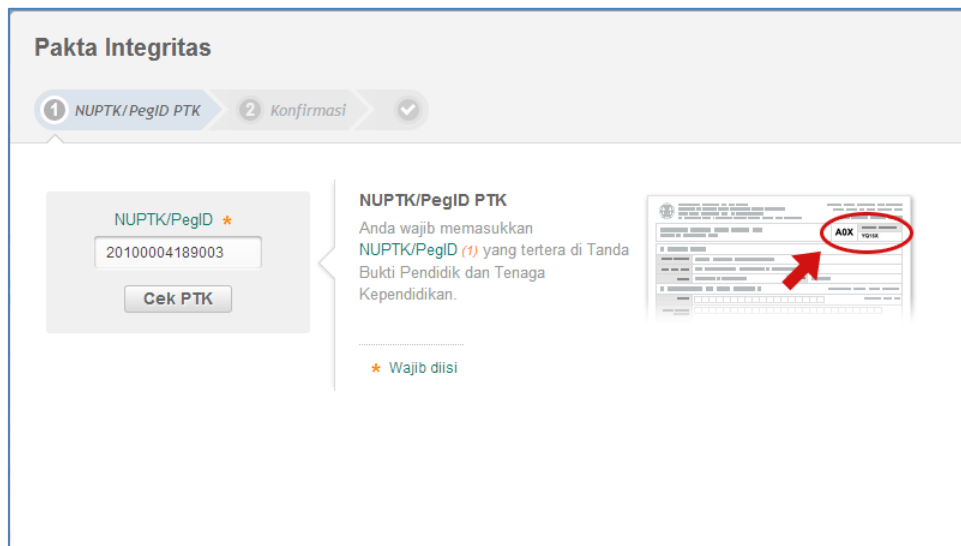 Pakta Integritas
1 NUPTK/PegID PTK 2 Konfirmasi
NUPTK/PegID *
20100004189003
Cek PTK
NUPTK/PegID PTK
Anda wajib memasukkan
NUPTK/PegID (1) yang tertera di Tanda
Bukti Pendidik dan Tenaga
Kependidikan.
* Wajib diisi
A0X